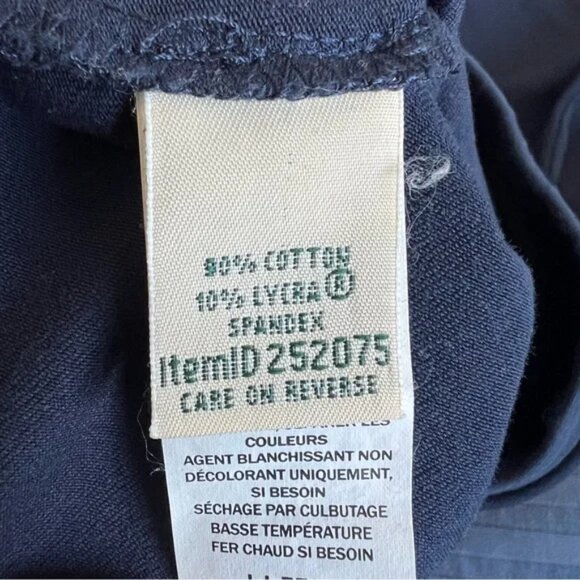 90% COTTON
10% LYCRA®
SPANDEX
ItemID 252075
CARE ON REVERSE
LES
COULEURS
AGENT BLANCHISSANT NON
DÉCOLORANT UNIQUEMENT,
SI BESOIN
SÉCHAGE PAR CULBUTAGE
BASSE TEMPÉRATURE
FER CHAUD SI BESOIN